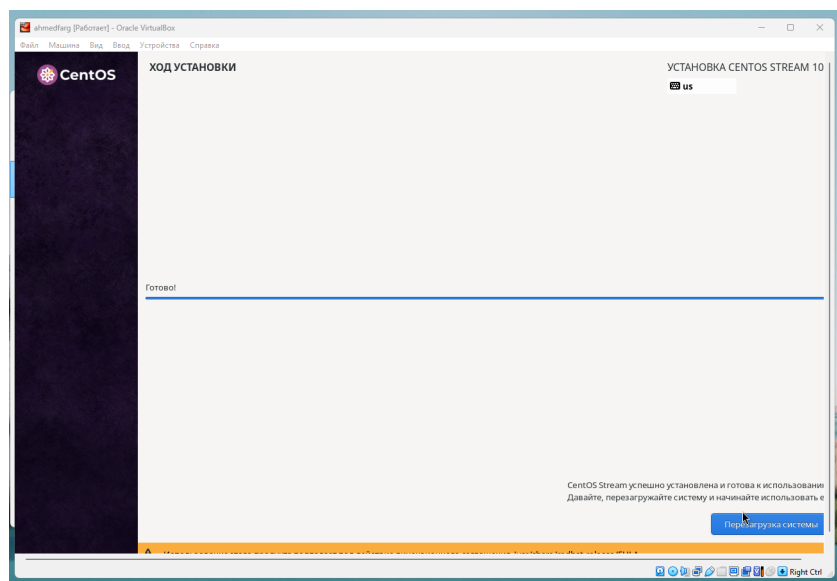 ahmedfarg [Работает] - Oracle VirtualBox
Файл Машина Вид Ввод Устройства Справка
CentOS
ХОД УСТАНОВКИ
УСТАНОВКА CENTOS STREAM 10
us
Готово!
CentOS Stream успешно установлена и готова к использовани
Давайте, перезагружайте систему и начинайте использовать е
Перезагрузка системы
Right Ctrl